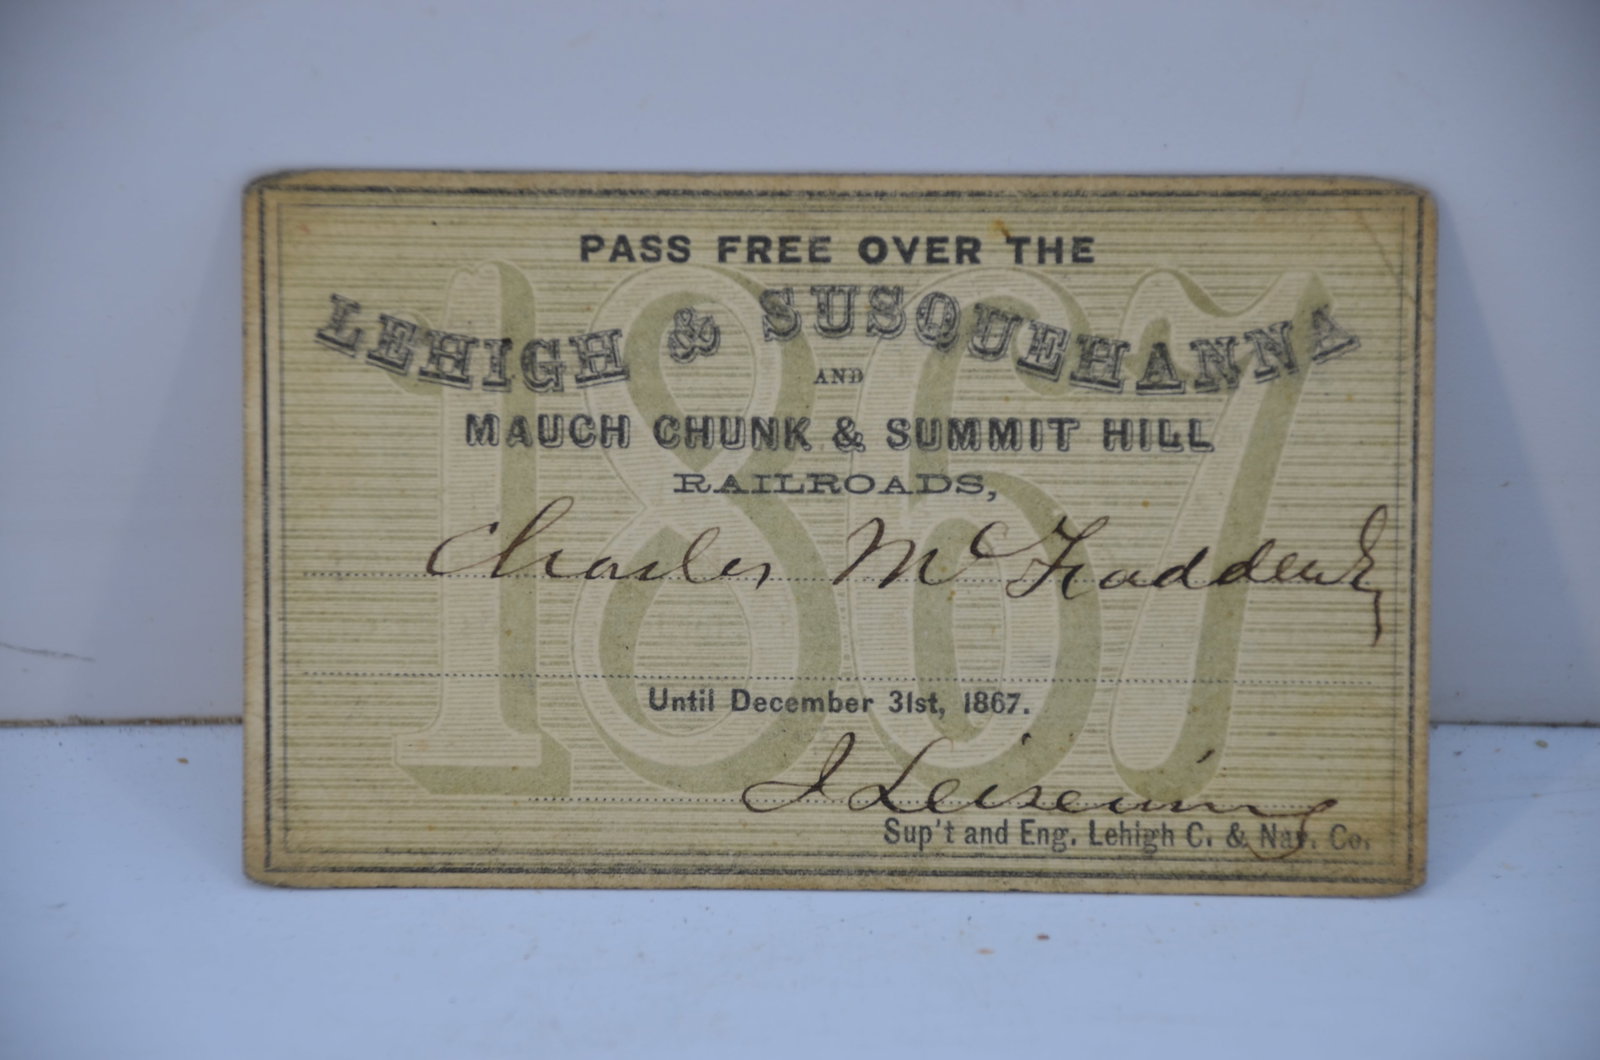 1867
PASS FREE OVER THE
LEHIGH & SUSQUEHANNA
AND
MAUCH CHUNK & SUMMIT HILL
RAILROADS,
Charles McFadden
Until December 31st, 1867.
J Leisenring
Sup't and Eng. Lehigh C. & Nav. Co.